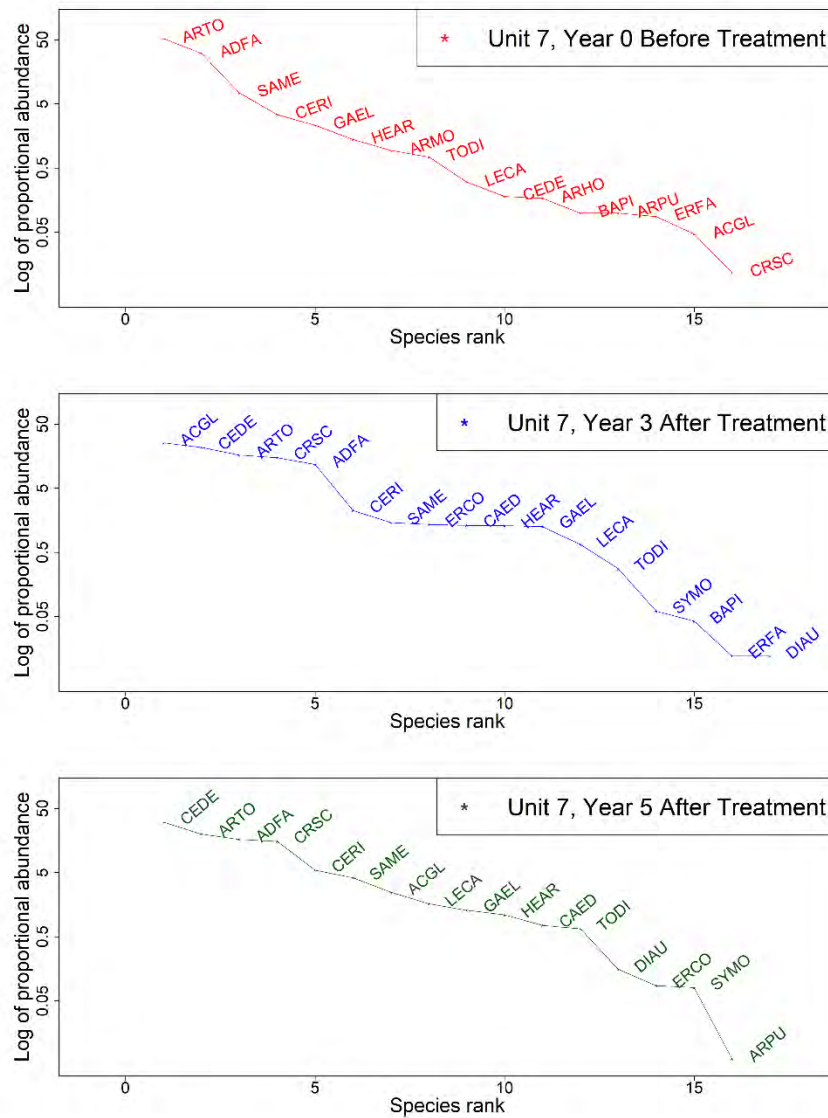 * Unit 7, Year 0 Before Treatment
Log of proportional abundance
50
5
0.5
0.05
ARTO
ADFA
SAME
CERI
GAEL
HEAR
ARMO
TODI
LECA
CEDE
ARHO
BAPI
ARPU
ERFA
ACGL
CRSC
0 5 10 15
Species rank
* Unit 7, Year 3 After Treatment
Log of proportional abundance
50
5
0.5
0.05
ACGL
CEDE
ARTO
CRSC
ADFA
CERI
SAME
ERCO
CAED
HEAR
GAEL
LECA
TODI
SYMO
BAPI
ERFA
DIAU
0 5 10 15
Species rank
* Unit 7, Year 5 After Treatment
Log of proportional abundance
50
5
0.5
0.05
CEDE
ARTO
ADFA
CRSC
CERI
SAME
ACGL
LECA
GAEL
HEAR
CAED
TODI
DIAU
ERCO
SYMO
ARPU
0 5 10 15
Species rank